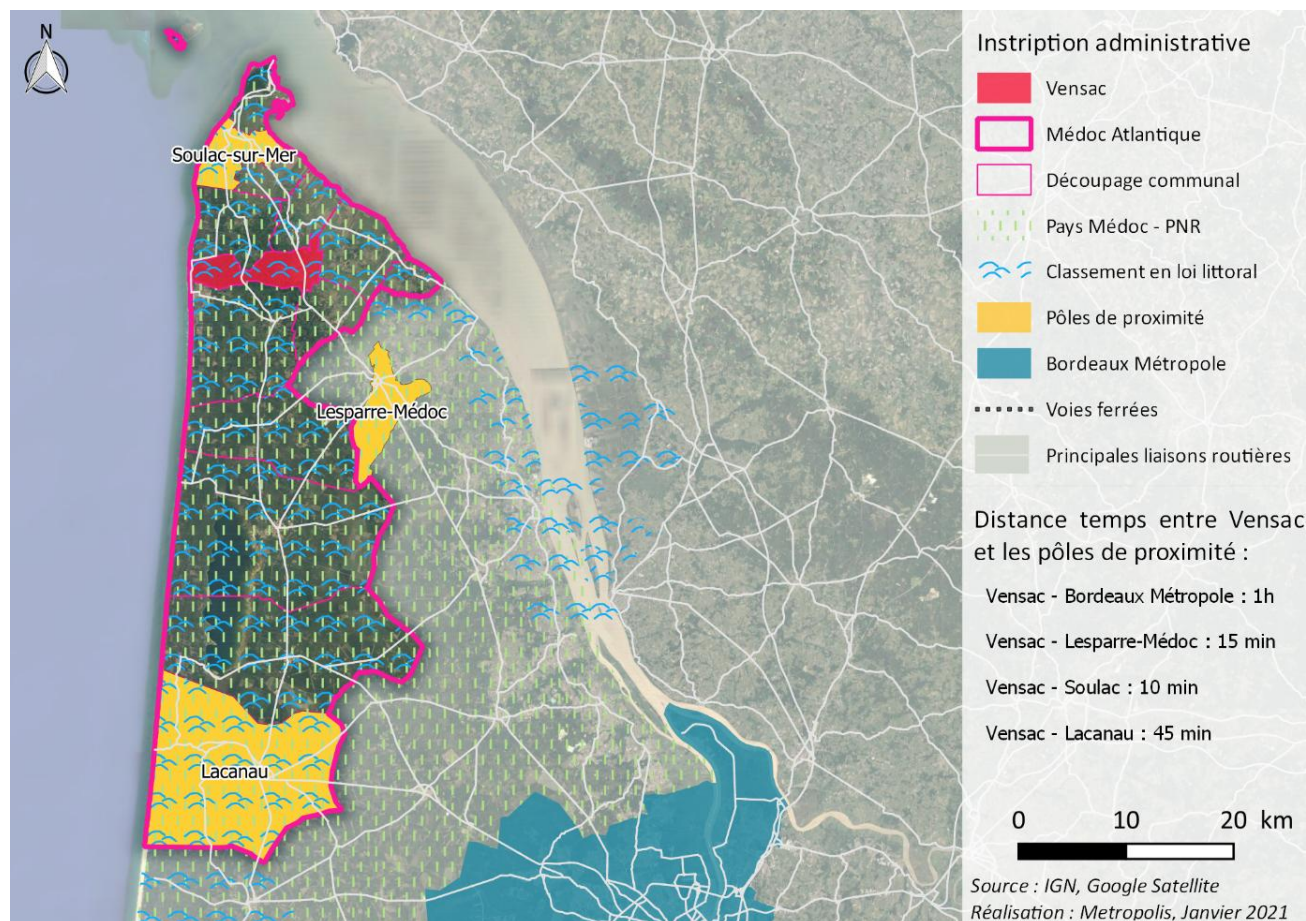 N
Soulac-sur-Mer
Lesparre-Médoc
Lacanau
Instription administrative
Vensac
Médoc Atlantique
Découpage communal
Pays Médoc - PNR
Classement en loi littoral
Pôles de proximité
Bordeaux Métropole
Voies ferrées
Principales liaisons routières
Distance temps entre Vensac
et les pôles de proximité :
Vensac - Bordeaux Métropole : 1h
Vensac - Lesparre-Médoc : 15 min
Vensac - Soulac : 10 min
Vensac - Lacanau : 45 min
0 10 20 km
Source : IGN, Google Satellite
Réalisation : Metropolis, Janvier 2021